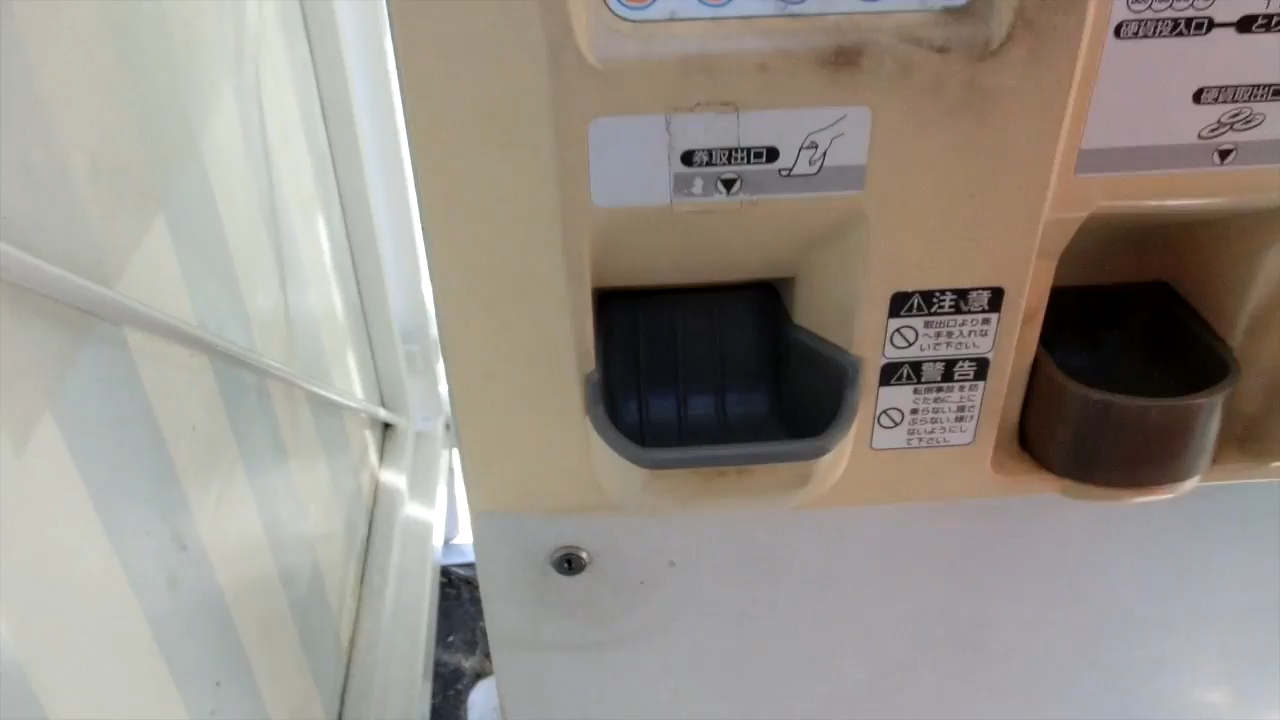 硬貨投入口
硬貨取出口
券取出口
注意
取出口より奥
へ手を入れな
いで下さい。
警告
転倒事故を防
ぐために、上に
乗らない、揺さ
ぶらない、傾け
ないようにし
て下さい。